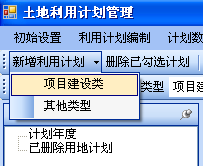 土地利用计划管理
初始设置 利用计划编制 计划数
新增利用计划 删除已勾选计划
项目建设类 类型 项目建
其他类型
计划年度
已删除用地计划